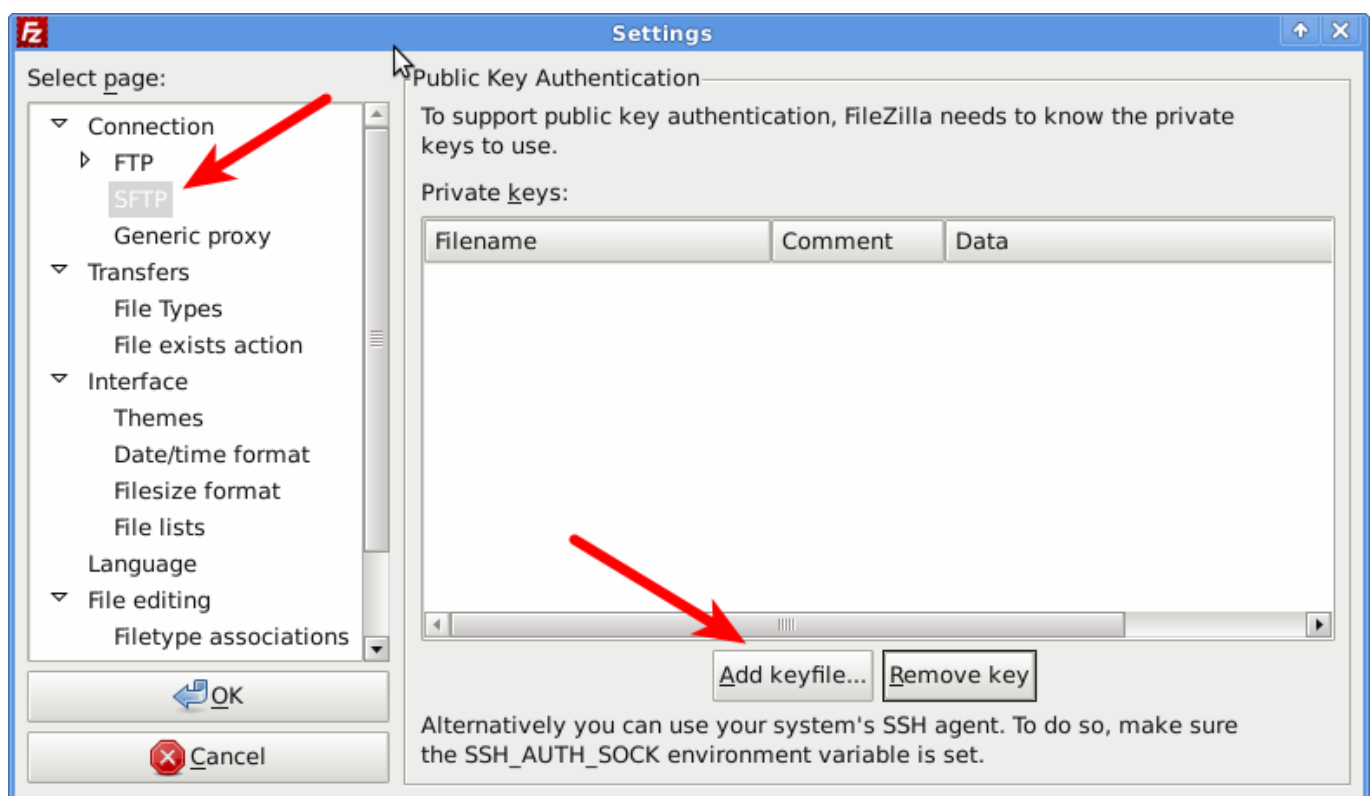 Fz
Settings
Select page:
Connection
FTP
SFTP
Generic proxy
Transfers
File Types
File exists action
Interface
Themes
Date/time format
Filesize format
File lists
Language
File editing
Filetype associations
OK
Cancel
Public Key Authentication
To support public key authentication, FileZilla needs to know the private
keys to use.
Private keys:
Filename Comment Data
Add keyfile... Remove key
Alternatively you can use your system's SSH agent. To do so, make sure
the SSH_AUTH_SOCK environment variable is set.